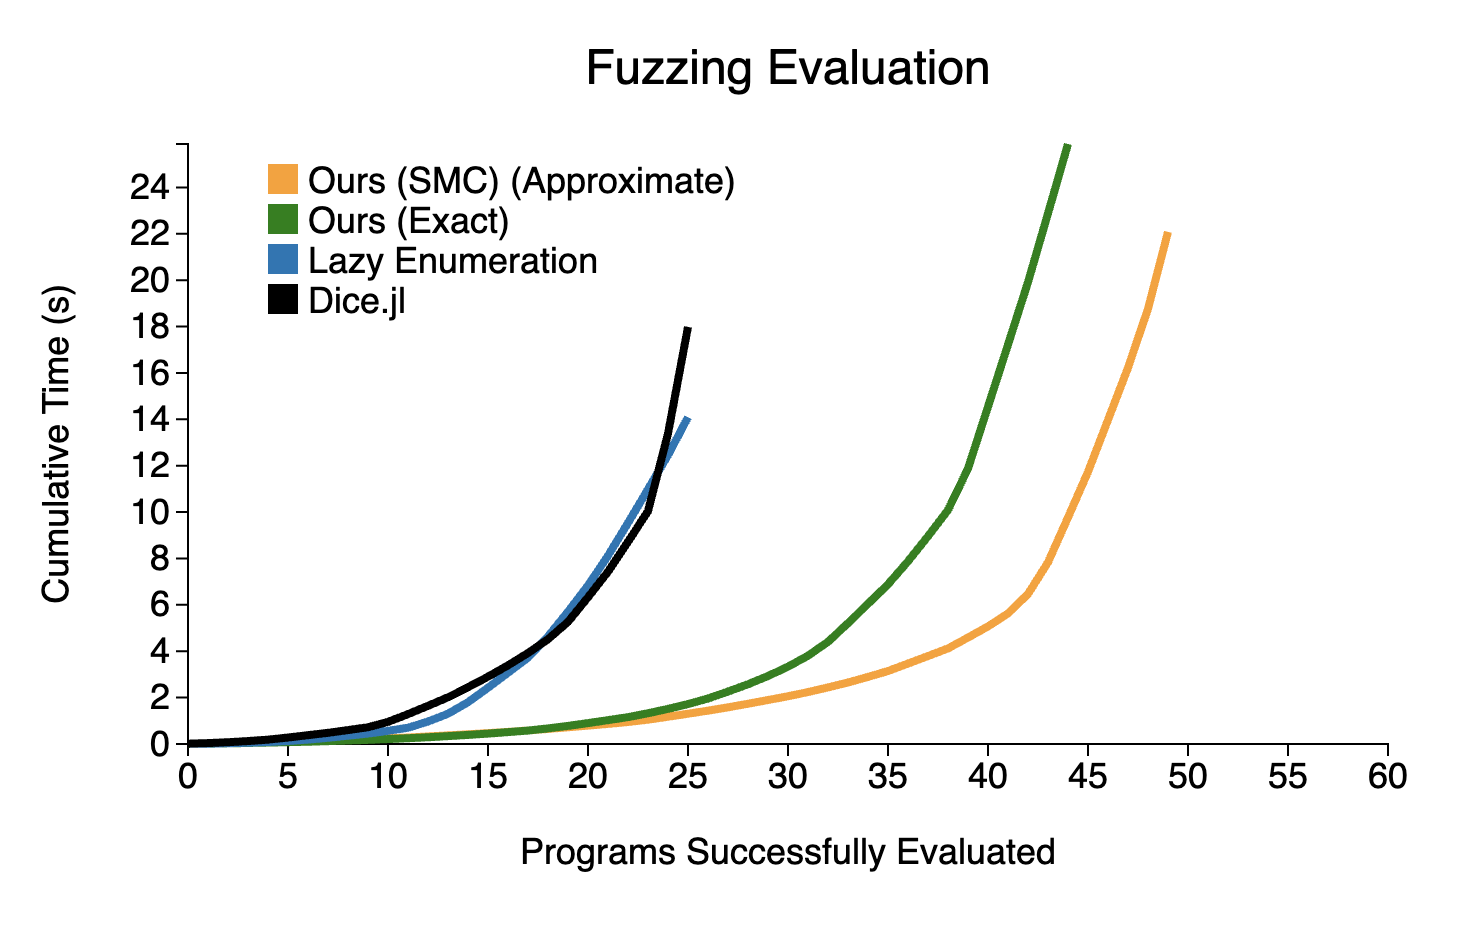 Fuzzing Evaluation
Ours (SMC) (Approximate)
Ours (Exact)
Lazy Enumeration
Dice.jl
Cumulative Time (s)
24
22
20
18
16
14
12
10
8
6
4
2
0
0 5 10 15 20 25 30 35 40 45 50 55 60
Programs Successfully Evaluated